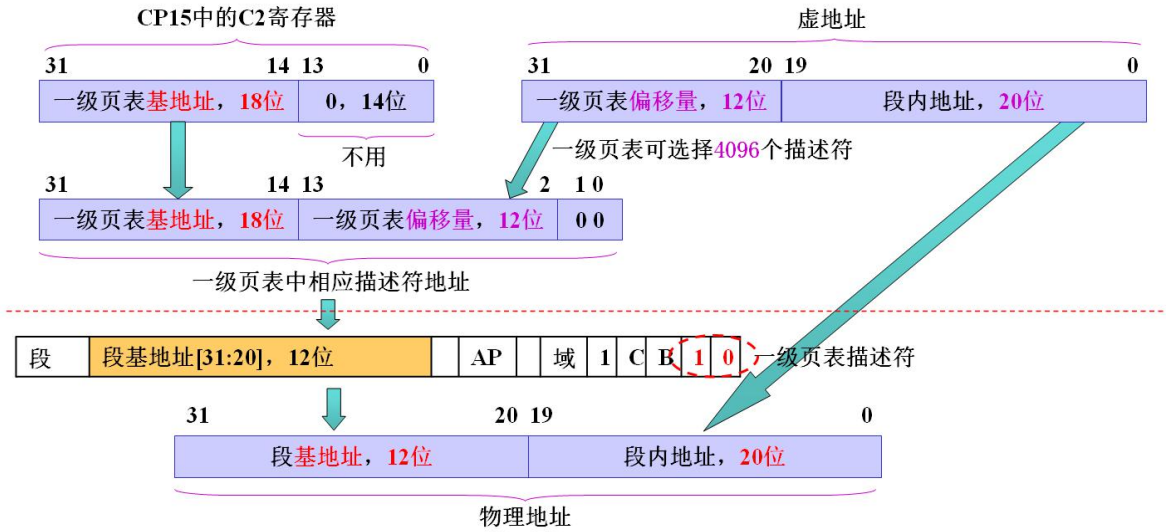 CP15中的C2寄存器 虚地址
31 14 13 0 31 20 19 0
一级页表基地址，18位 0，14位 一级页表偏移量，12位 段内地址，20位
不用 一级页表可选择4096个描述符
31 14 13 2 1 0
一级页表基地址，18位 一级页表偏移量，12位 0 0
一级页表中相应描述符地址
段 段基地址[31:20]，12位 AP 域 1 C B 1 0 一级页表描述符
31 20 19 0
段基地址，12位 段内地址，20位
物理地址